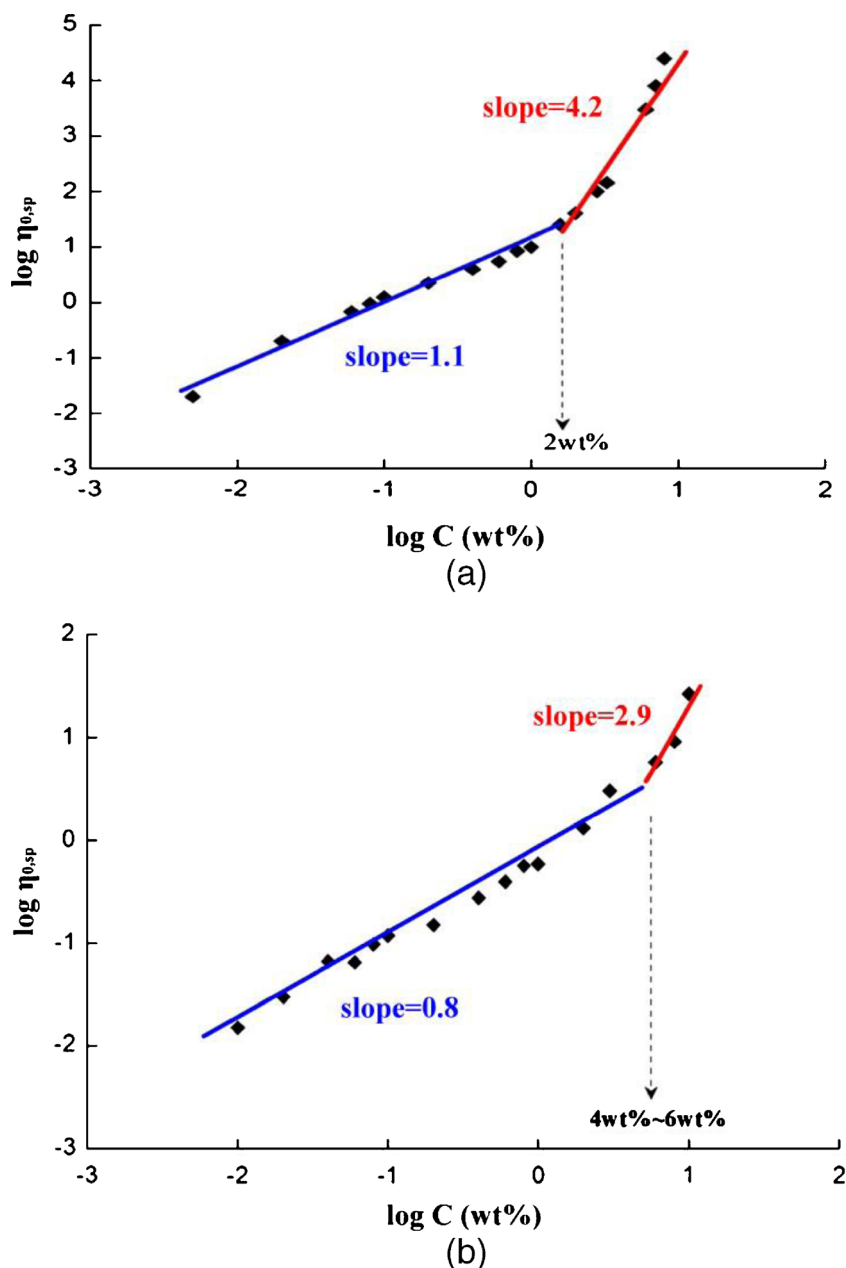 5
4
3
2
1
0
-1
-2
-3
log η0,sp
slope=4.2
slope=1.1
2wt%
-3 -2 -1 0 1 2
log C (wt%)
(a)
2
1
0
-1
-2
-3
log η0,sp
slope=2.9
slope=0.8
4wt%~6wt%
-3 -2 -1 0 1 2
log C (wt%)
(b)